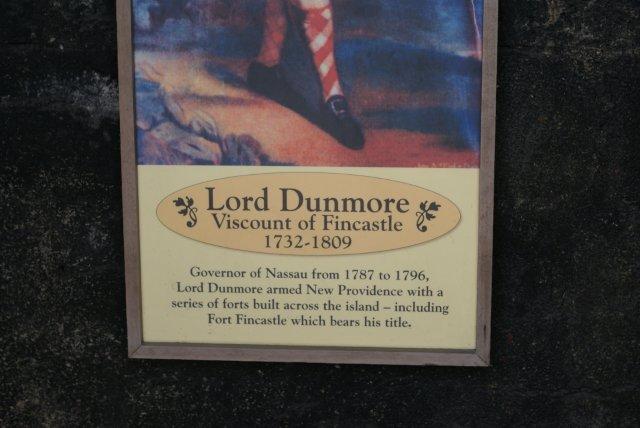 Lord Dunmore
Viscount of Fincastle
1732-1809
Governor of Nassau from 1787 to 1796,
Lord Dunmore armed New Providence with a
series of forts built across the island – including
Fort Fincastle which bears his title.